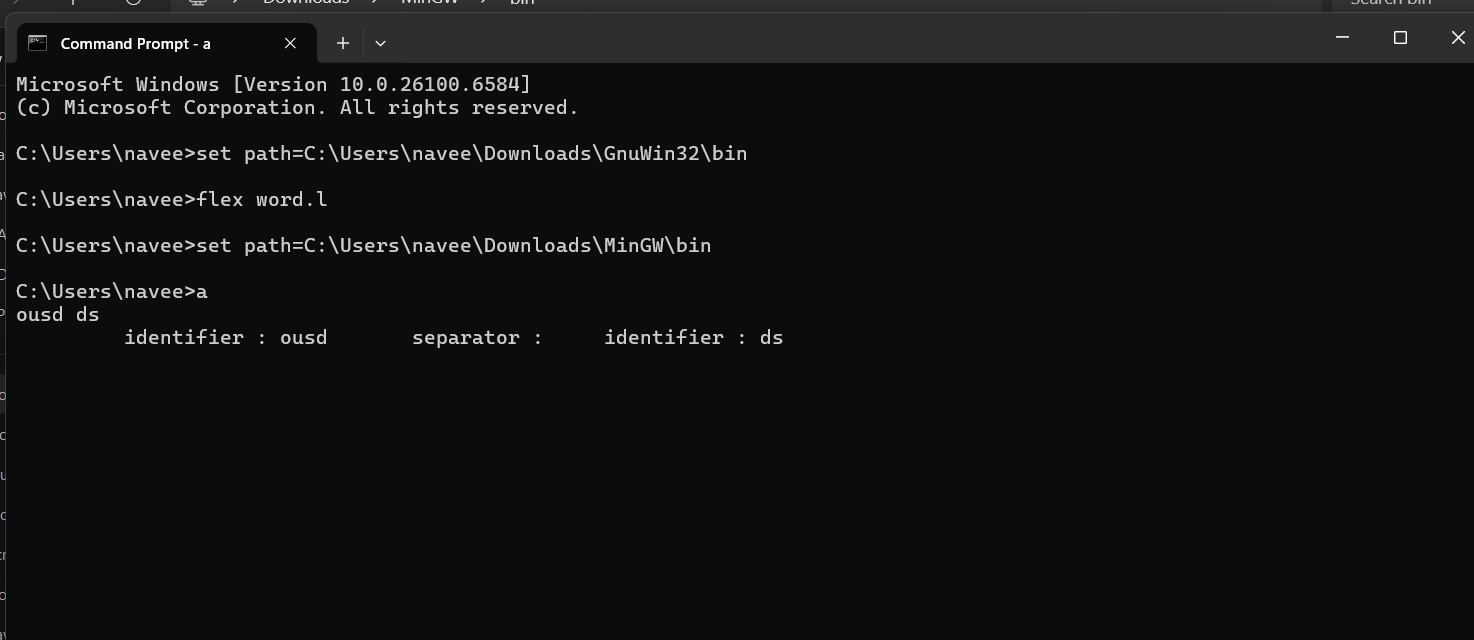 Downloads MinGW bin Search bin
Command Prompt - a
Microsoft Windows [Version 10.0.26100.6584]
(c) Microsoft Corporation. All rights reserved.
C:\Users\navee>set path=C:\Users\navee\Downloads\GnuWin32\bin
C:\Users\navee>flex word.l
C:\Users\navee>set path=C:\Users\navee\Downloads\MinGW\bin
C:\Users\navee>a
ousd ds
identifier : ousd separator : identifier : ds